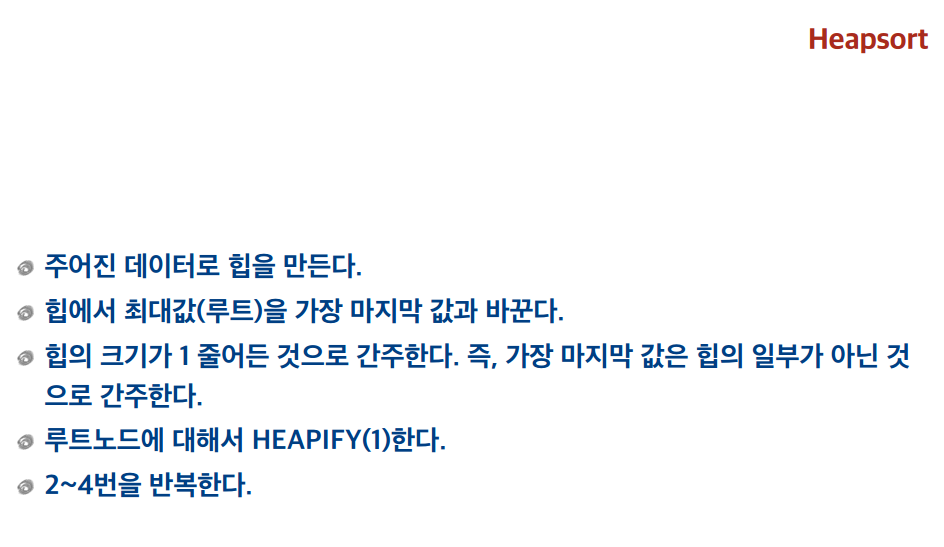 Heapsort
주어진 데이터로 힙을 만든다.
힙에서 최대값(루트)을 가장 마지막 값과 바꾼다.
힙의 크기가 1 줄어든 것으로 간주한다. 즉, 가장 마지막 값은 힙의 일부가 아닌 것
으로 간주한다.
루트노드에 대해서 HEAPIFY(1)한다.
2~4번을 반복한다.